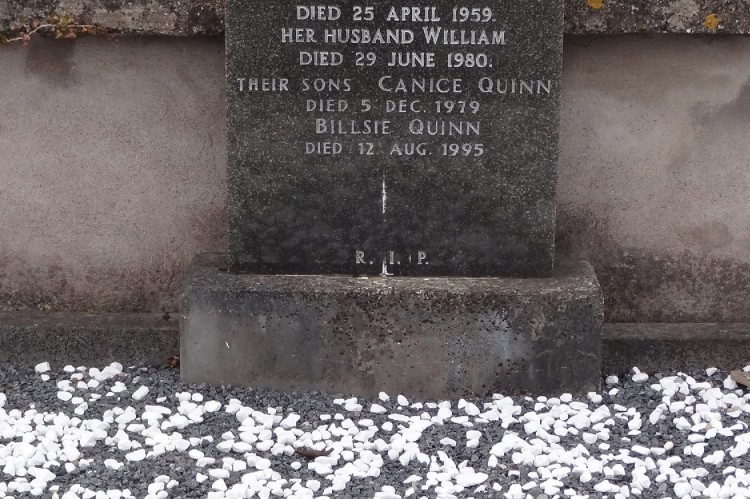 DIED 25 APRIL 1959.
HER HUSBAND WILLIAM
DIED 29 JUNE 1980.
THEIR SONS CANICE QUINN
DIED 5 DEC. 1979
BILLSIE QUINN
DIED 12 AUG. 1995
R. I. P.